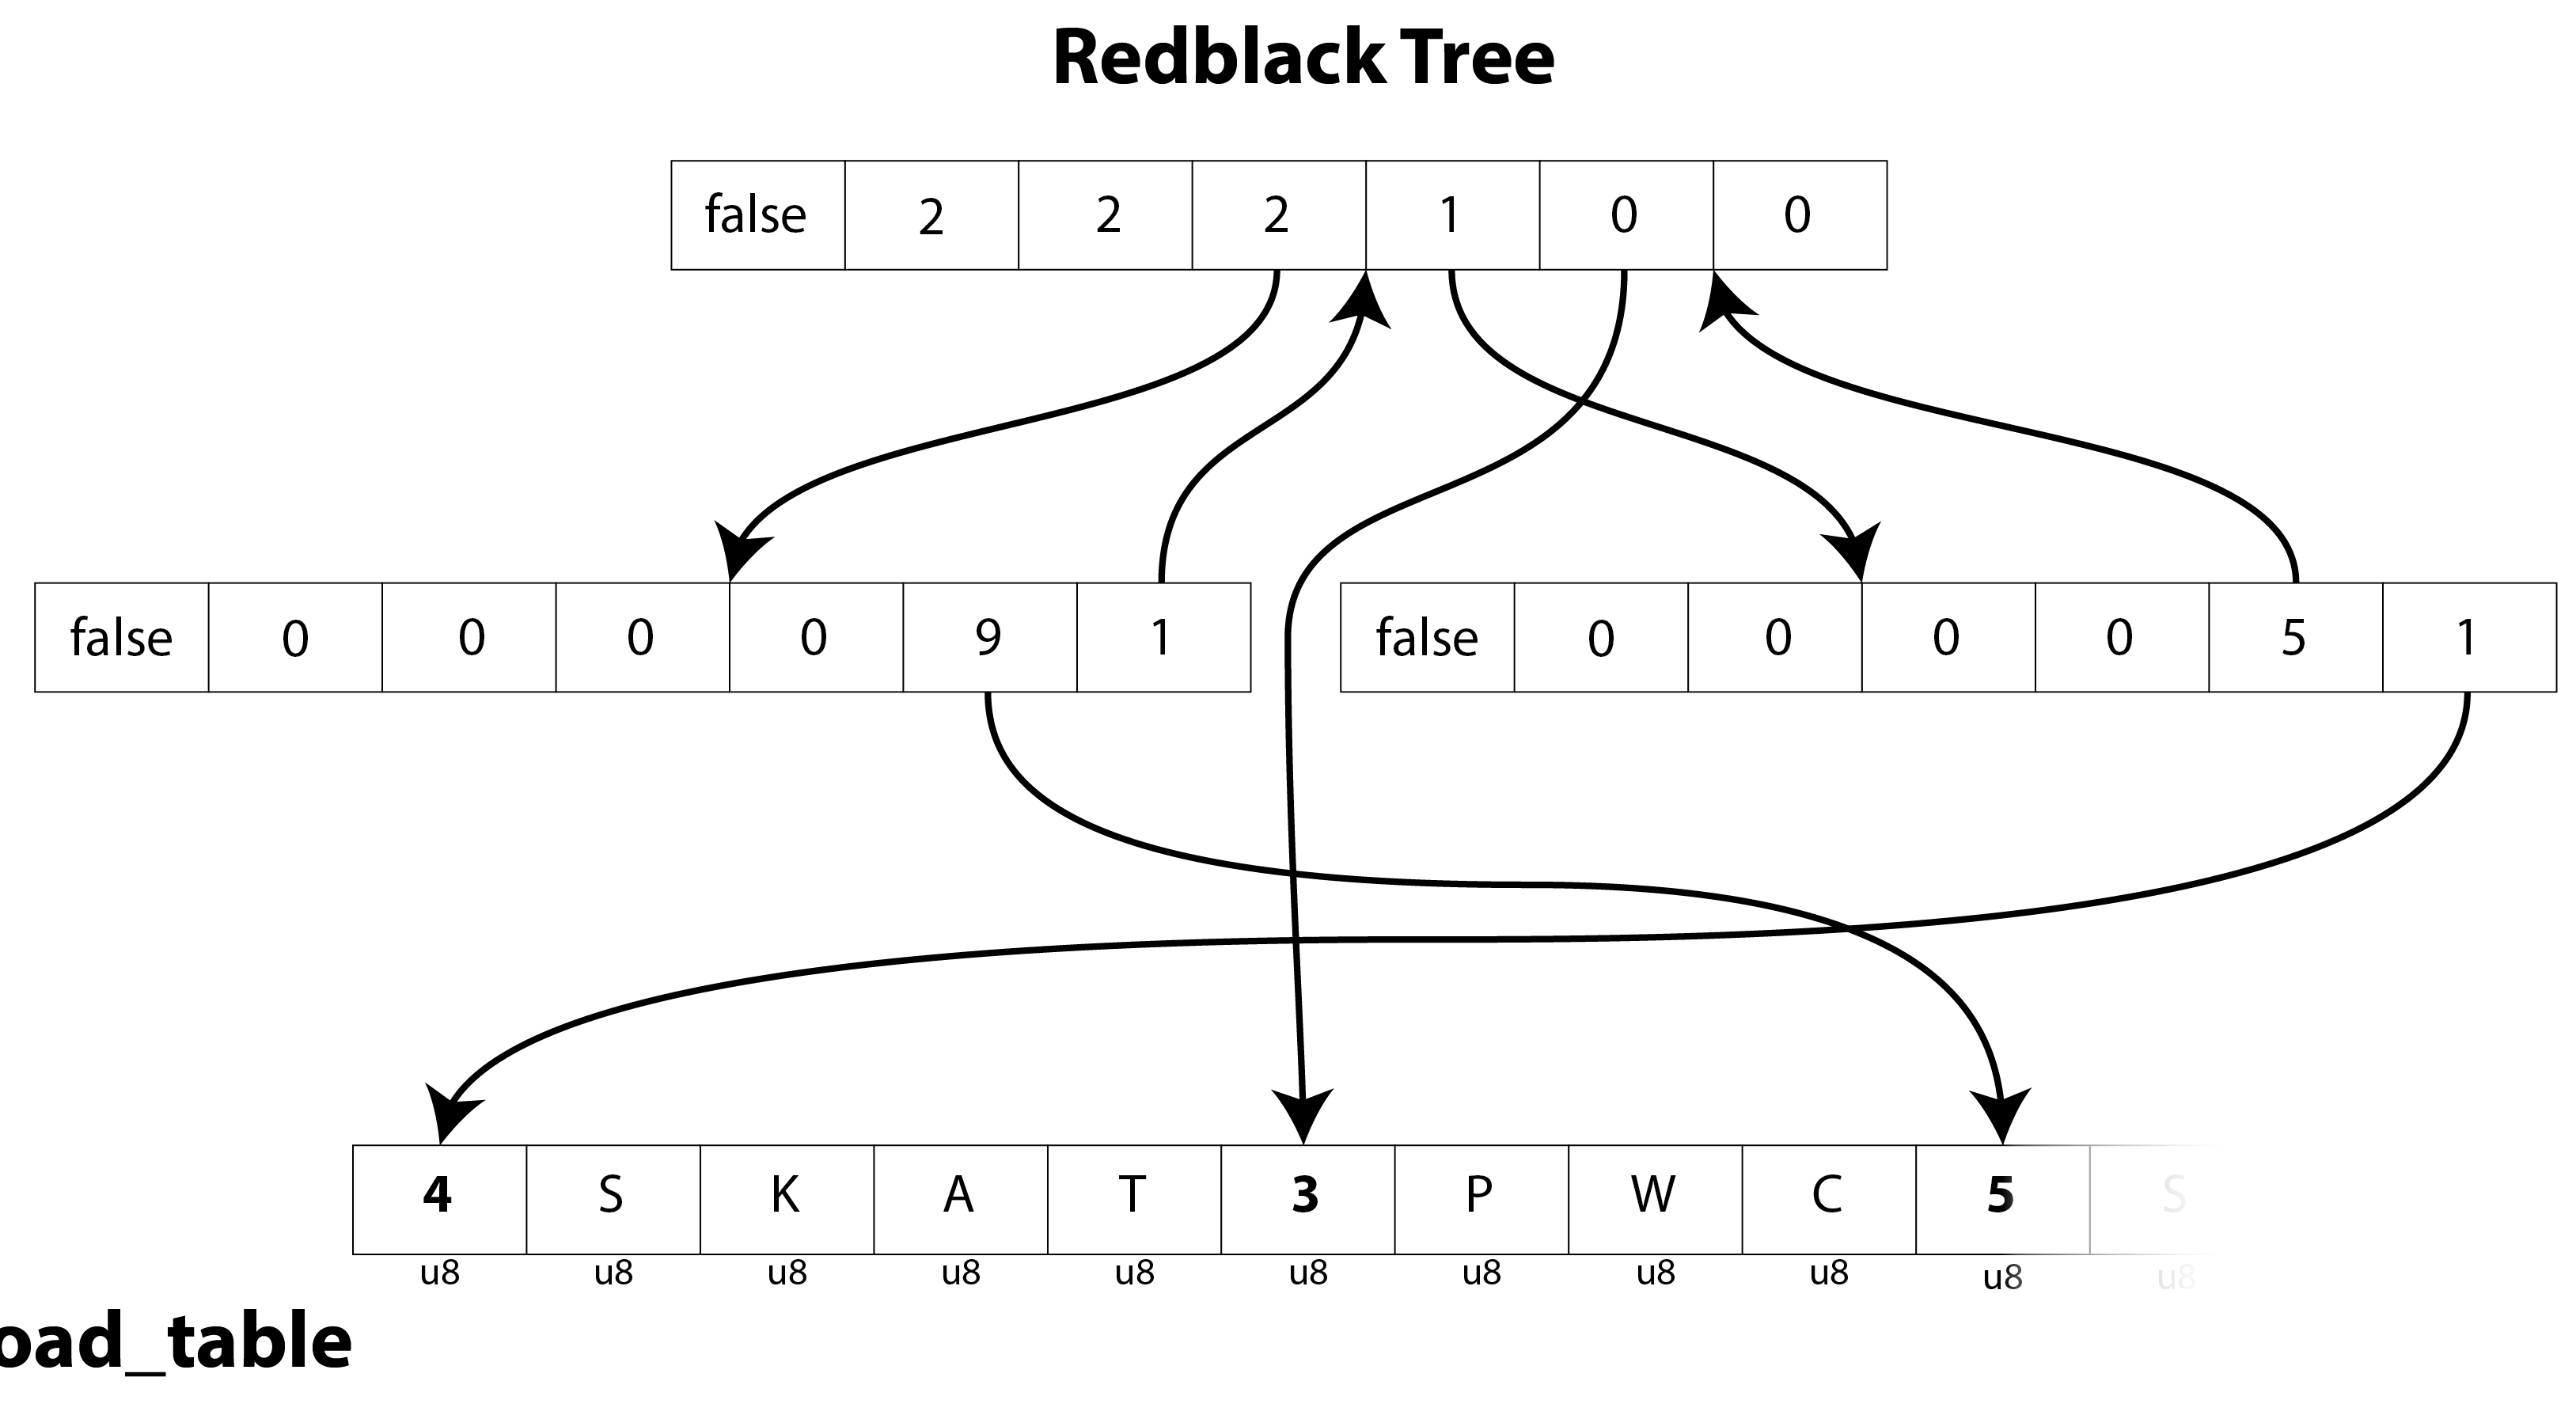 Redblack Tree
false 2 2 2 1 0 0
false 0 0 0 0 9 1 false 0 0 0 0 5 1
4 S K A T 3 P W C 5 S
u8 u8 u8 u8 u8 u8 u8 u8 u8 u8 u8
oad_table